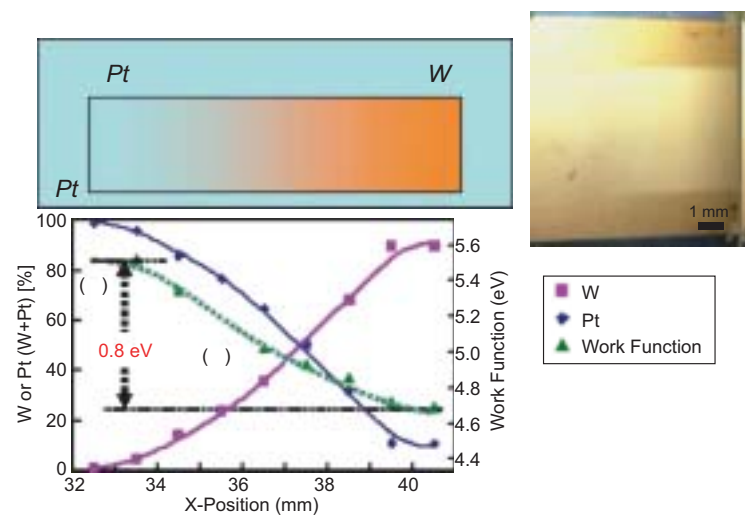 Pt
W
Pt
1 mm
W or Pt (W+Pt) [%]
100
80
60
40
20
0
( )
0.8 eV
( )
5.6
5.4
5.2
5.0
4.8
4.6
4.4
Work Function (eV)
32
34
36
38
40
X-Position (mm)
W
Pt
Work Function